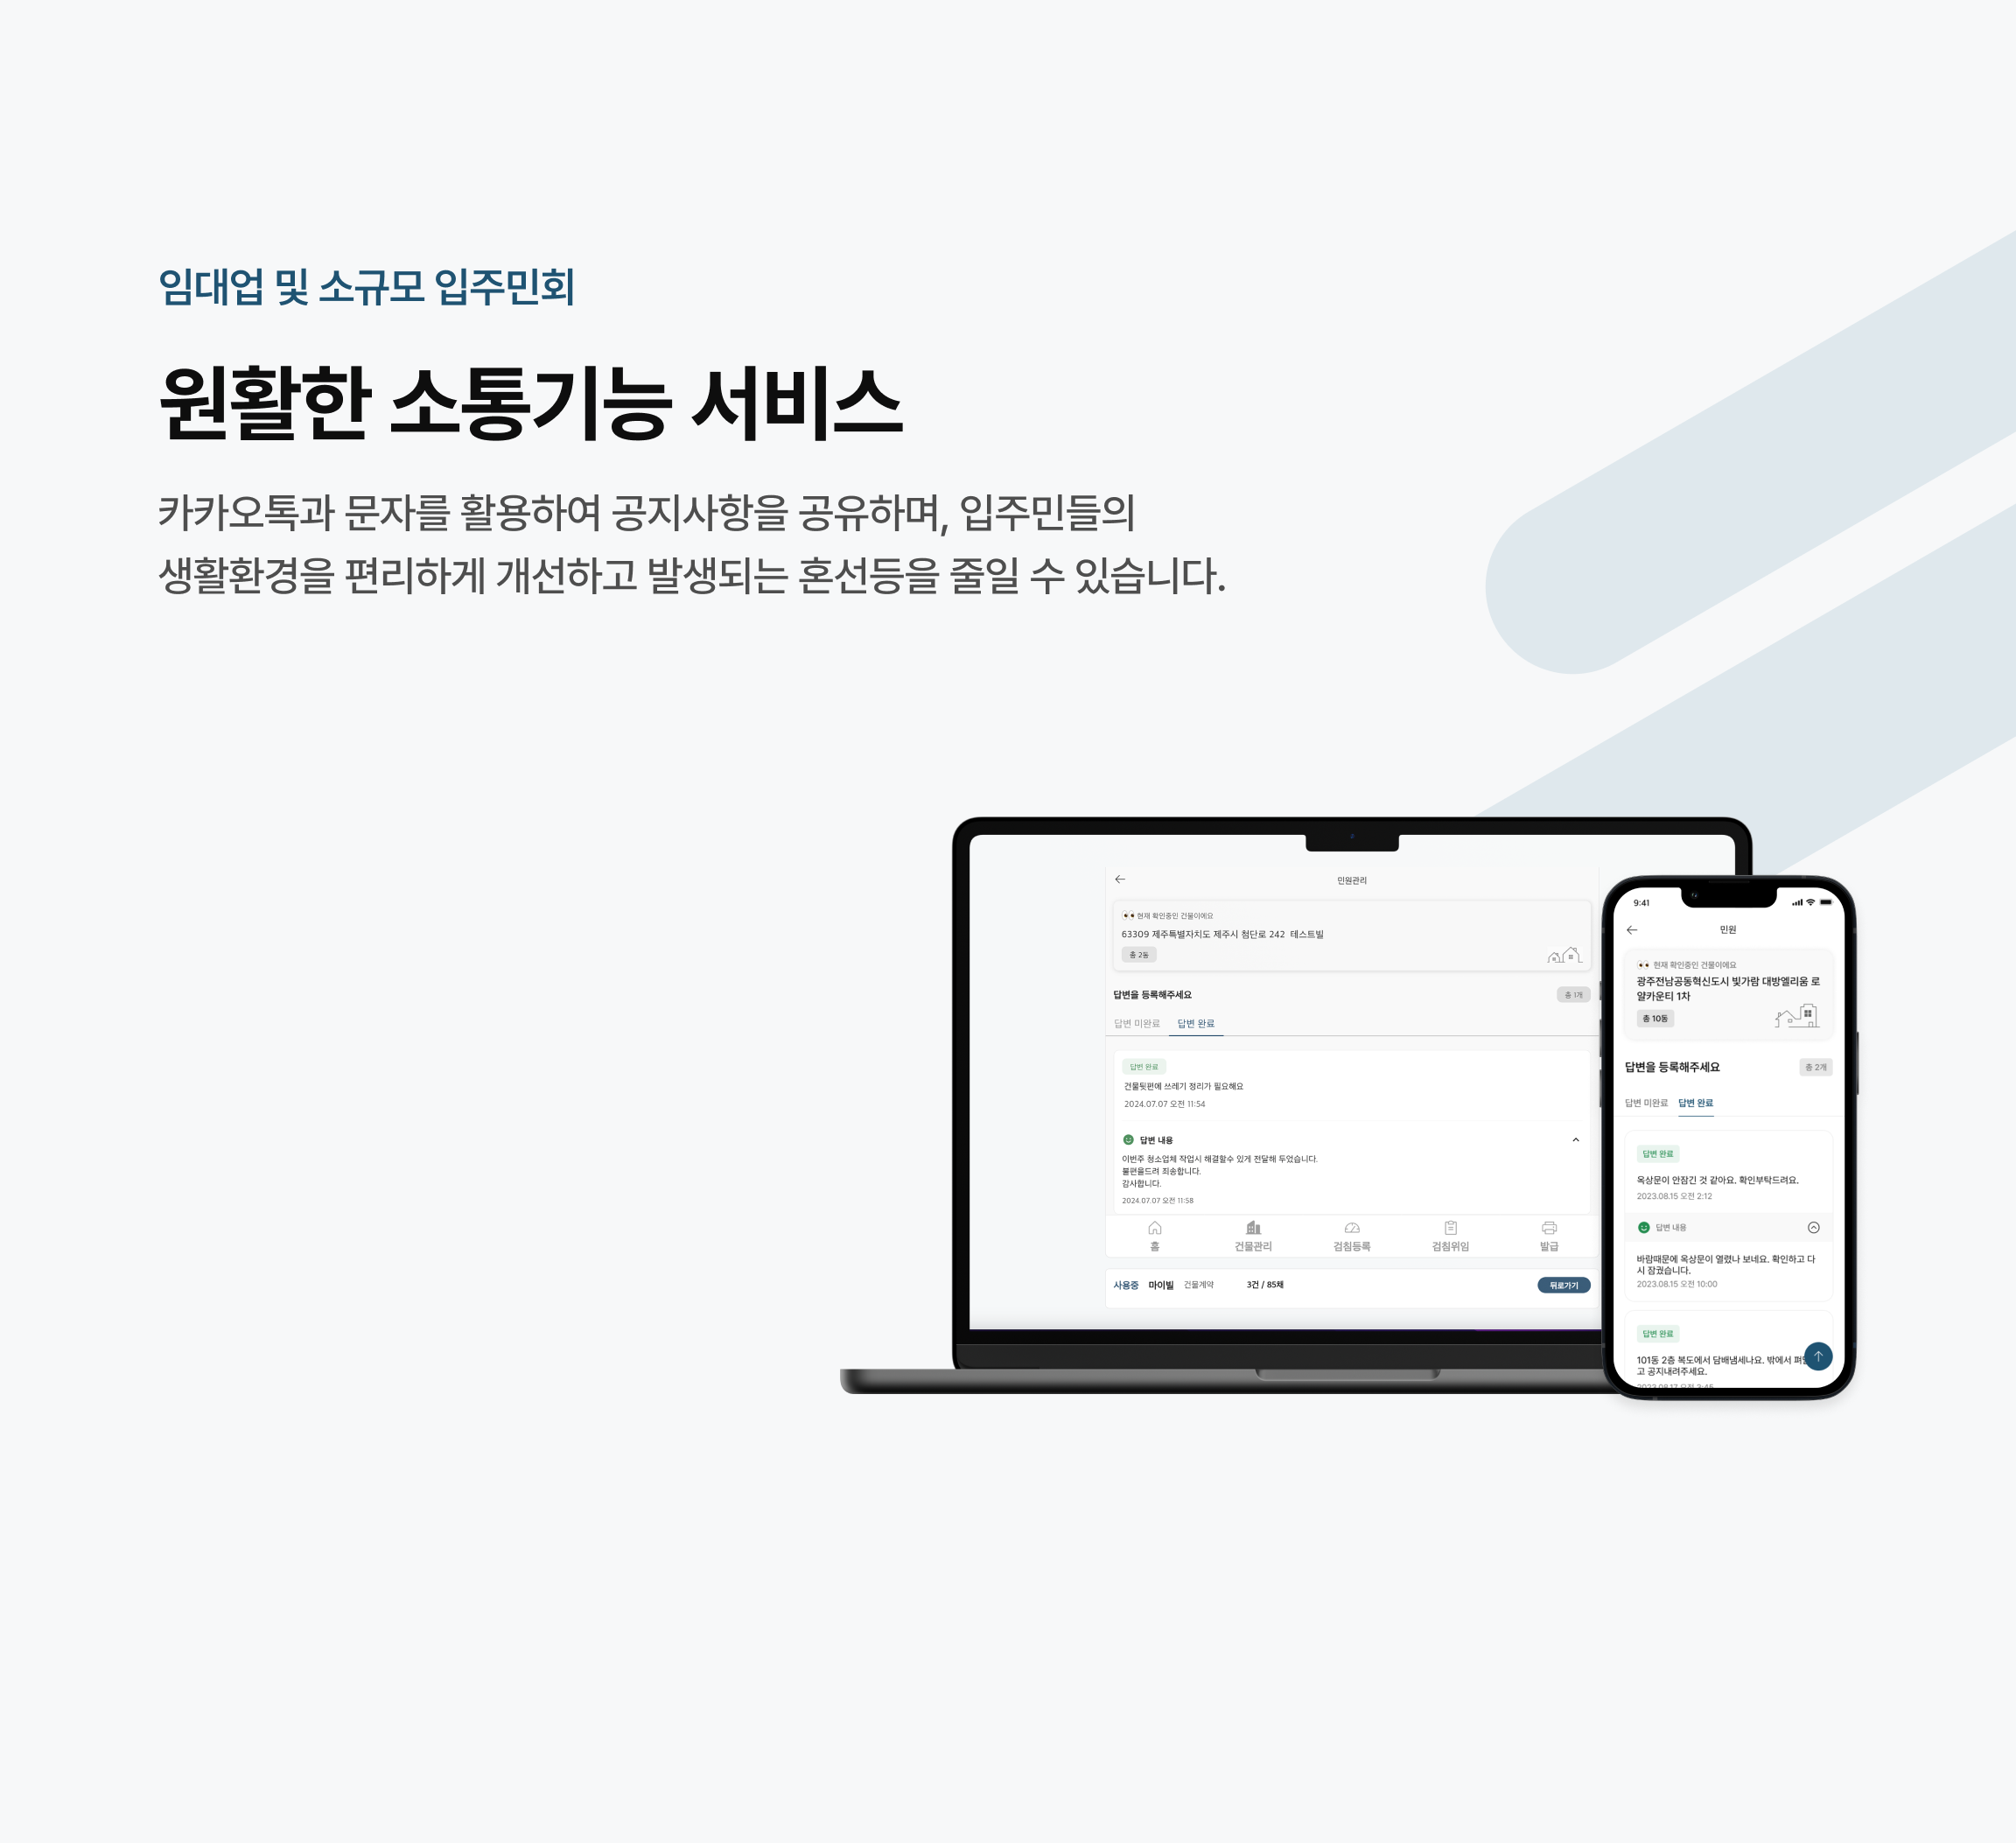 임대업 및 소규모 입주민회
원활한 소통기능 서비스
카카오톡과 문자를 활용하여 공지사항을 공유하며, 입주민들의
생활환경을 편리하게 개선하고 발생되는 혼선등을 줄일 수 있습니다.
민원관리
현재 확인중인 건물이에요
63309 제주특별자치도 제주시 첨단로 242 테스트빌
총 2동
답변을 등록해주세요
총 1개
답변 미완료 답변 완료
답변 완료
건물뒷편에 쓰레기 정리가 필요해요
2024.07.07 오전 11:54
답변 내용
이번주 청소업체 작업시 해결할수 있게 전달해 두었습니다.
불편을드려 죄송합니다.
감사합니다.
2024.07.07 오전 11:58
홈 건물관리 검침등록 검침위임 발급
사용중 마이빌 건물계약 3건 / 85채 뒤로가기
9:41
민원
현재 확인중인 건물이에요
광주전남공동혁신도시 빛가람 대방엘리움 로
얄카운티 1차
총 10동
답변을 등록해주세요
총 2개
답변 미완료 답변 완료
답변 완료
옥상문이 안잠긴 것 같아요. 확인부탁드려요.
2023.08.15 오전 2:12
답변 내용
바람때문에 옥상문이 열렸나 보네요. 확인하고 다
시 잠궜습니다.
2023.08.15 오전 10:00
답변 완료
101동 2층 복도에서 담배냄세나요. 밖에서
고 공지내려주세요.